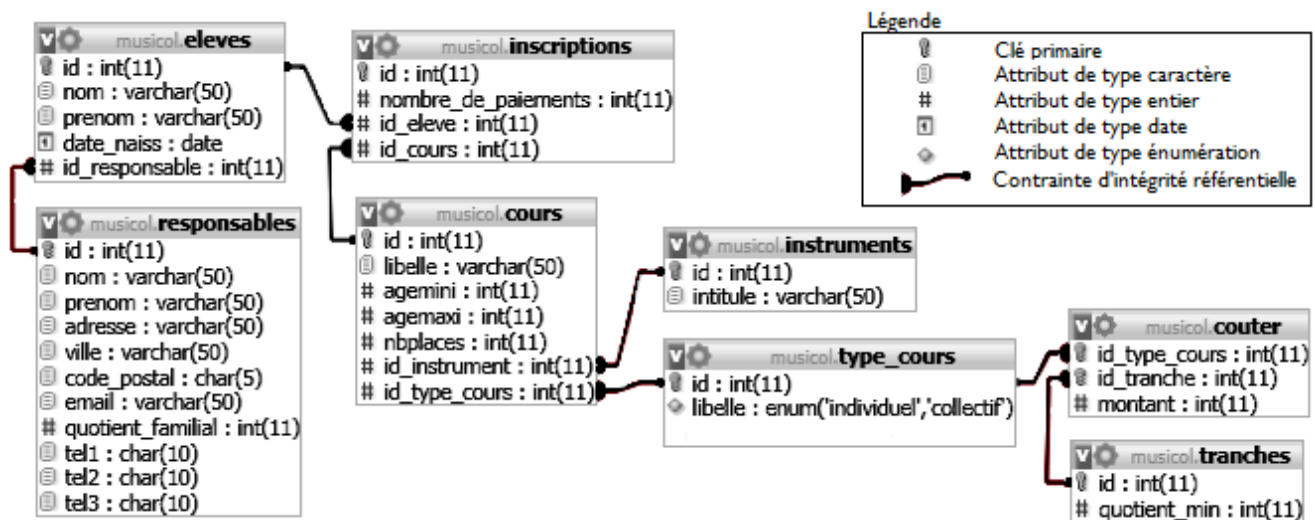 musicol.eleves
id : int(11)
nom : varchar(50)
prenom : varchar(50)
date_naiss : date
# id_responsable : int(11)
musicol.inscriptions
id : int(11)
# nombre_de_paiements : int(11)
# id_eleve : int(11)
# id_cours : int(11)
Légende
Clé primaire
Attribut de type caractère
# Attribut de type entier
Attribut de type date
Attribut de type énumération
Contrainte d'intégrité référentielle
musicol.responsables
id : int(11)
nom : varchar(50)
prenom : varchar(50)
adresse : varchar(50)
ville : varchar(50)
code_postal : char(5)
email : varchar(50)
# quotient_familial : int(11)
tel1 : char(10)
tel2 : char(10)
tel3 : char(10)
musicol.cours
id : int(11)
libelle : varchar(50)
# agemini : int(11)
# agemaxi : int(11)
# nbplaces : int(11)
# id_instrument : int(11)
# id_type_cours : int(11)
musicol.instruments
id : int(11)
intitule : varchar(50)
musicol.type_cours
id : int(11)
libelle : enum('individuel','collectif')
musicol.couter
id_type_cours : int(11)
id_tranche : int(11)
# montant : int(11)
musicol.tranches
id : int(11)
# quotient_min : int(11)